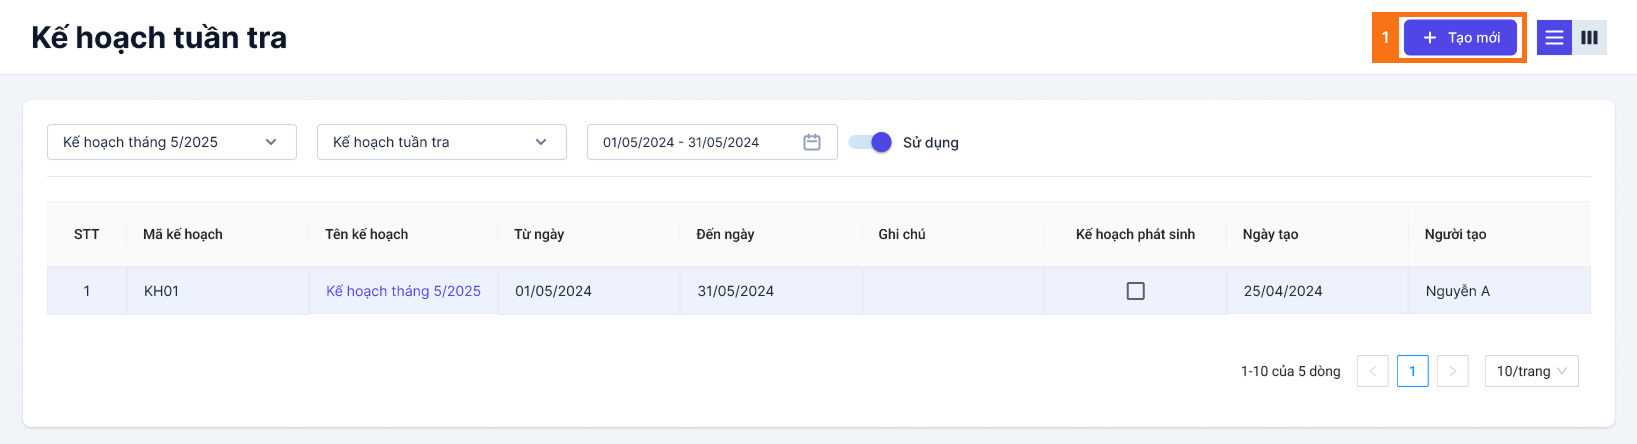 Kế hoạch tuần tra
1 + Tạo mới
Kế hoạch tháng 5/2025 Kế hoạch tuần tra 01/05/2024 - 31/05/2024 Sử dụng
STT Mã kế hoạch Tên kế hoạch Từ ngày Đến ngày Ghi chú Kế hoạch phát sinh Ngày tạo Người tạo
1 KH01 Kế hoạch tháng 5/2025 01/05/2024 31/05/2024 25/04/2024 Nguyễn A
1-10 của 5 dòng < 1 > 10/trang